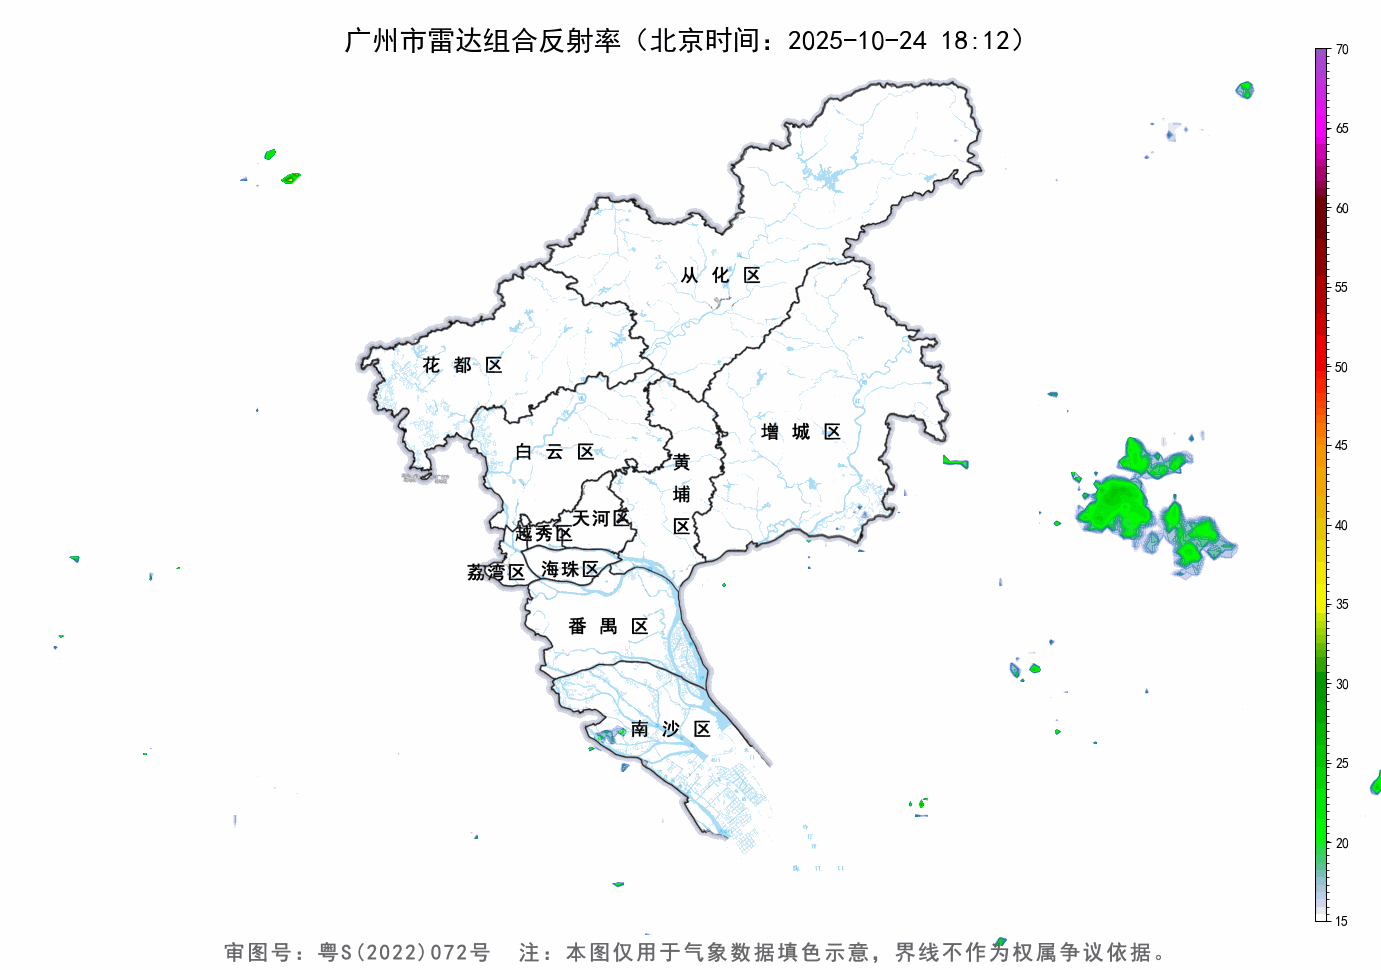 广州市雷达组合反射率（北京时间：2025-10-24 18:12）
70
65
60
55
50
45
40
35
30
25
20
15
从化区
花都区
增城区
白云区
黄埔区
天河区
越秀区
荔湾区
海珠区
番禺区
南沙区
审图号：粤S(2022)072号 注：本图仅用于气象数据填色示意，界线不作为权属争议依据。